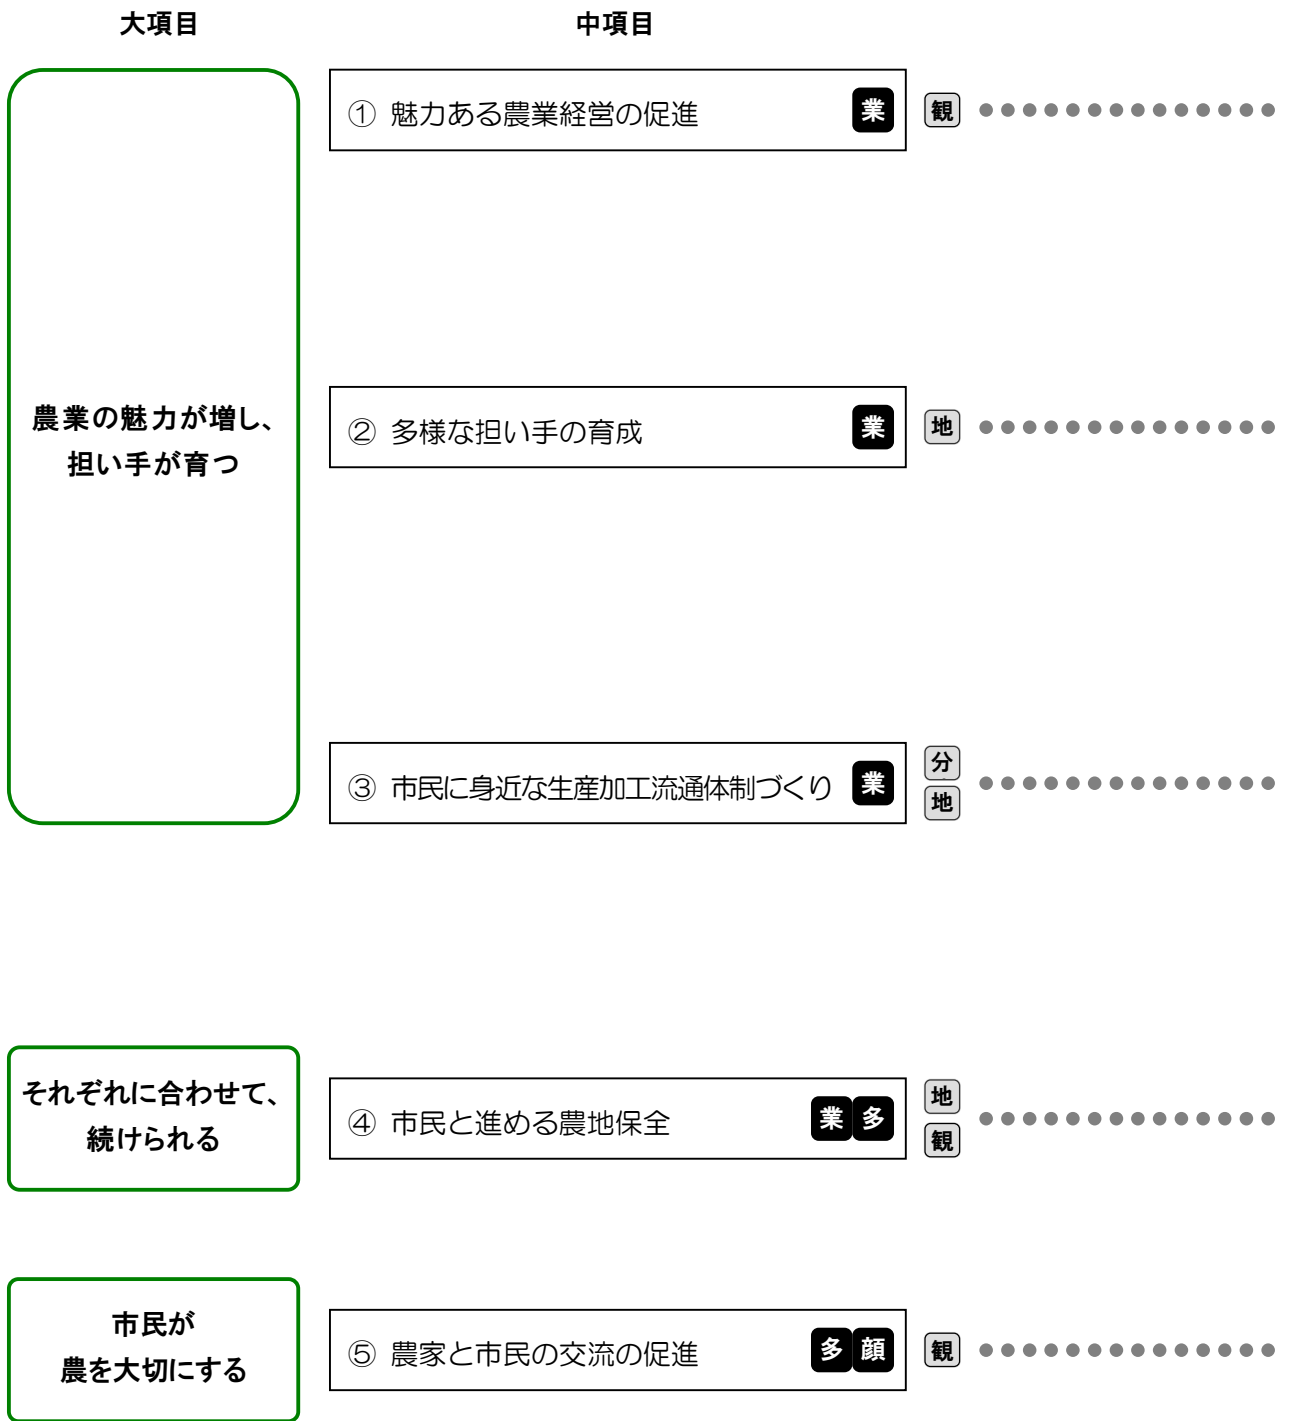 大項目
中項目
① 魅力ある農業経営の促進 業 観
農業の魅力が増し、
担い手が育つ
② 多様な担い手の育成 業 地
③ 市民に身近な生産加工流通体制づくり 業 分
地
それぞれに合わせて、
続けられる
④ 市民と進める農地保全 業 多 地
観
市民が
農を大切にする
⑤ 農家と市民の交流の促進 多 顔 観